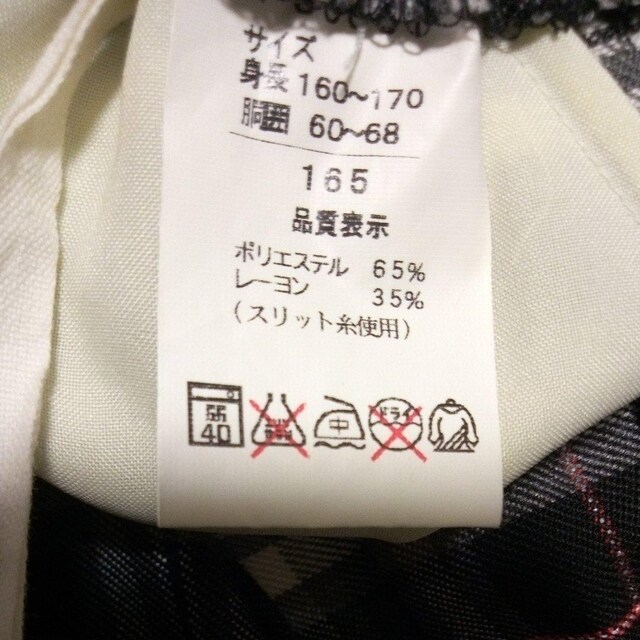 サイズ
身長 160～170
胴囲 60～68
165
品質表示
ポリエステル 65%
レーヨン 35%
(スリット糸使用)
40
中
ドライ